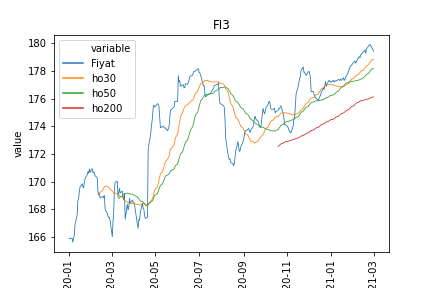 FI3
variable
Fiyat
ho30
ho50
ho200
value
180
178
176
174
172
170
168
166
20-01
20-03
20-05
20-07
20-09
20-11
21-01
21-03